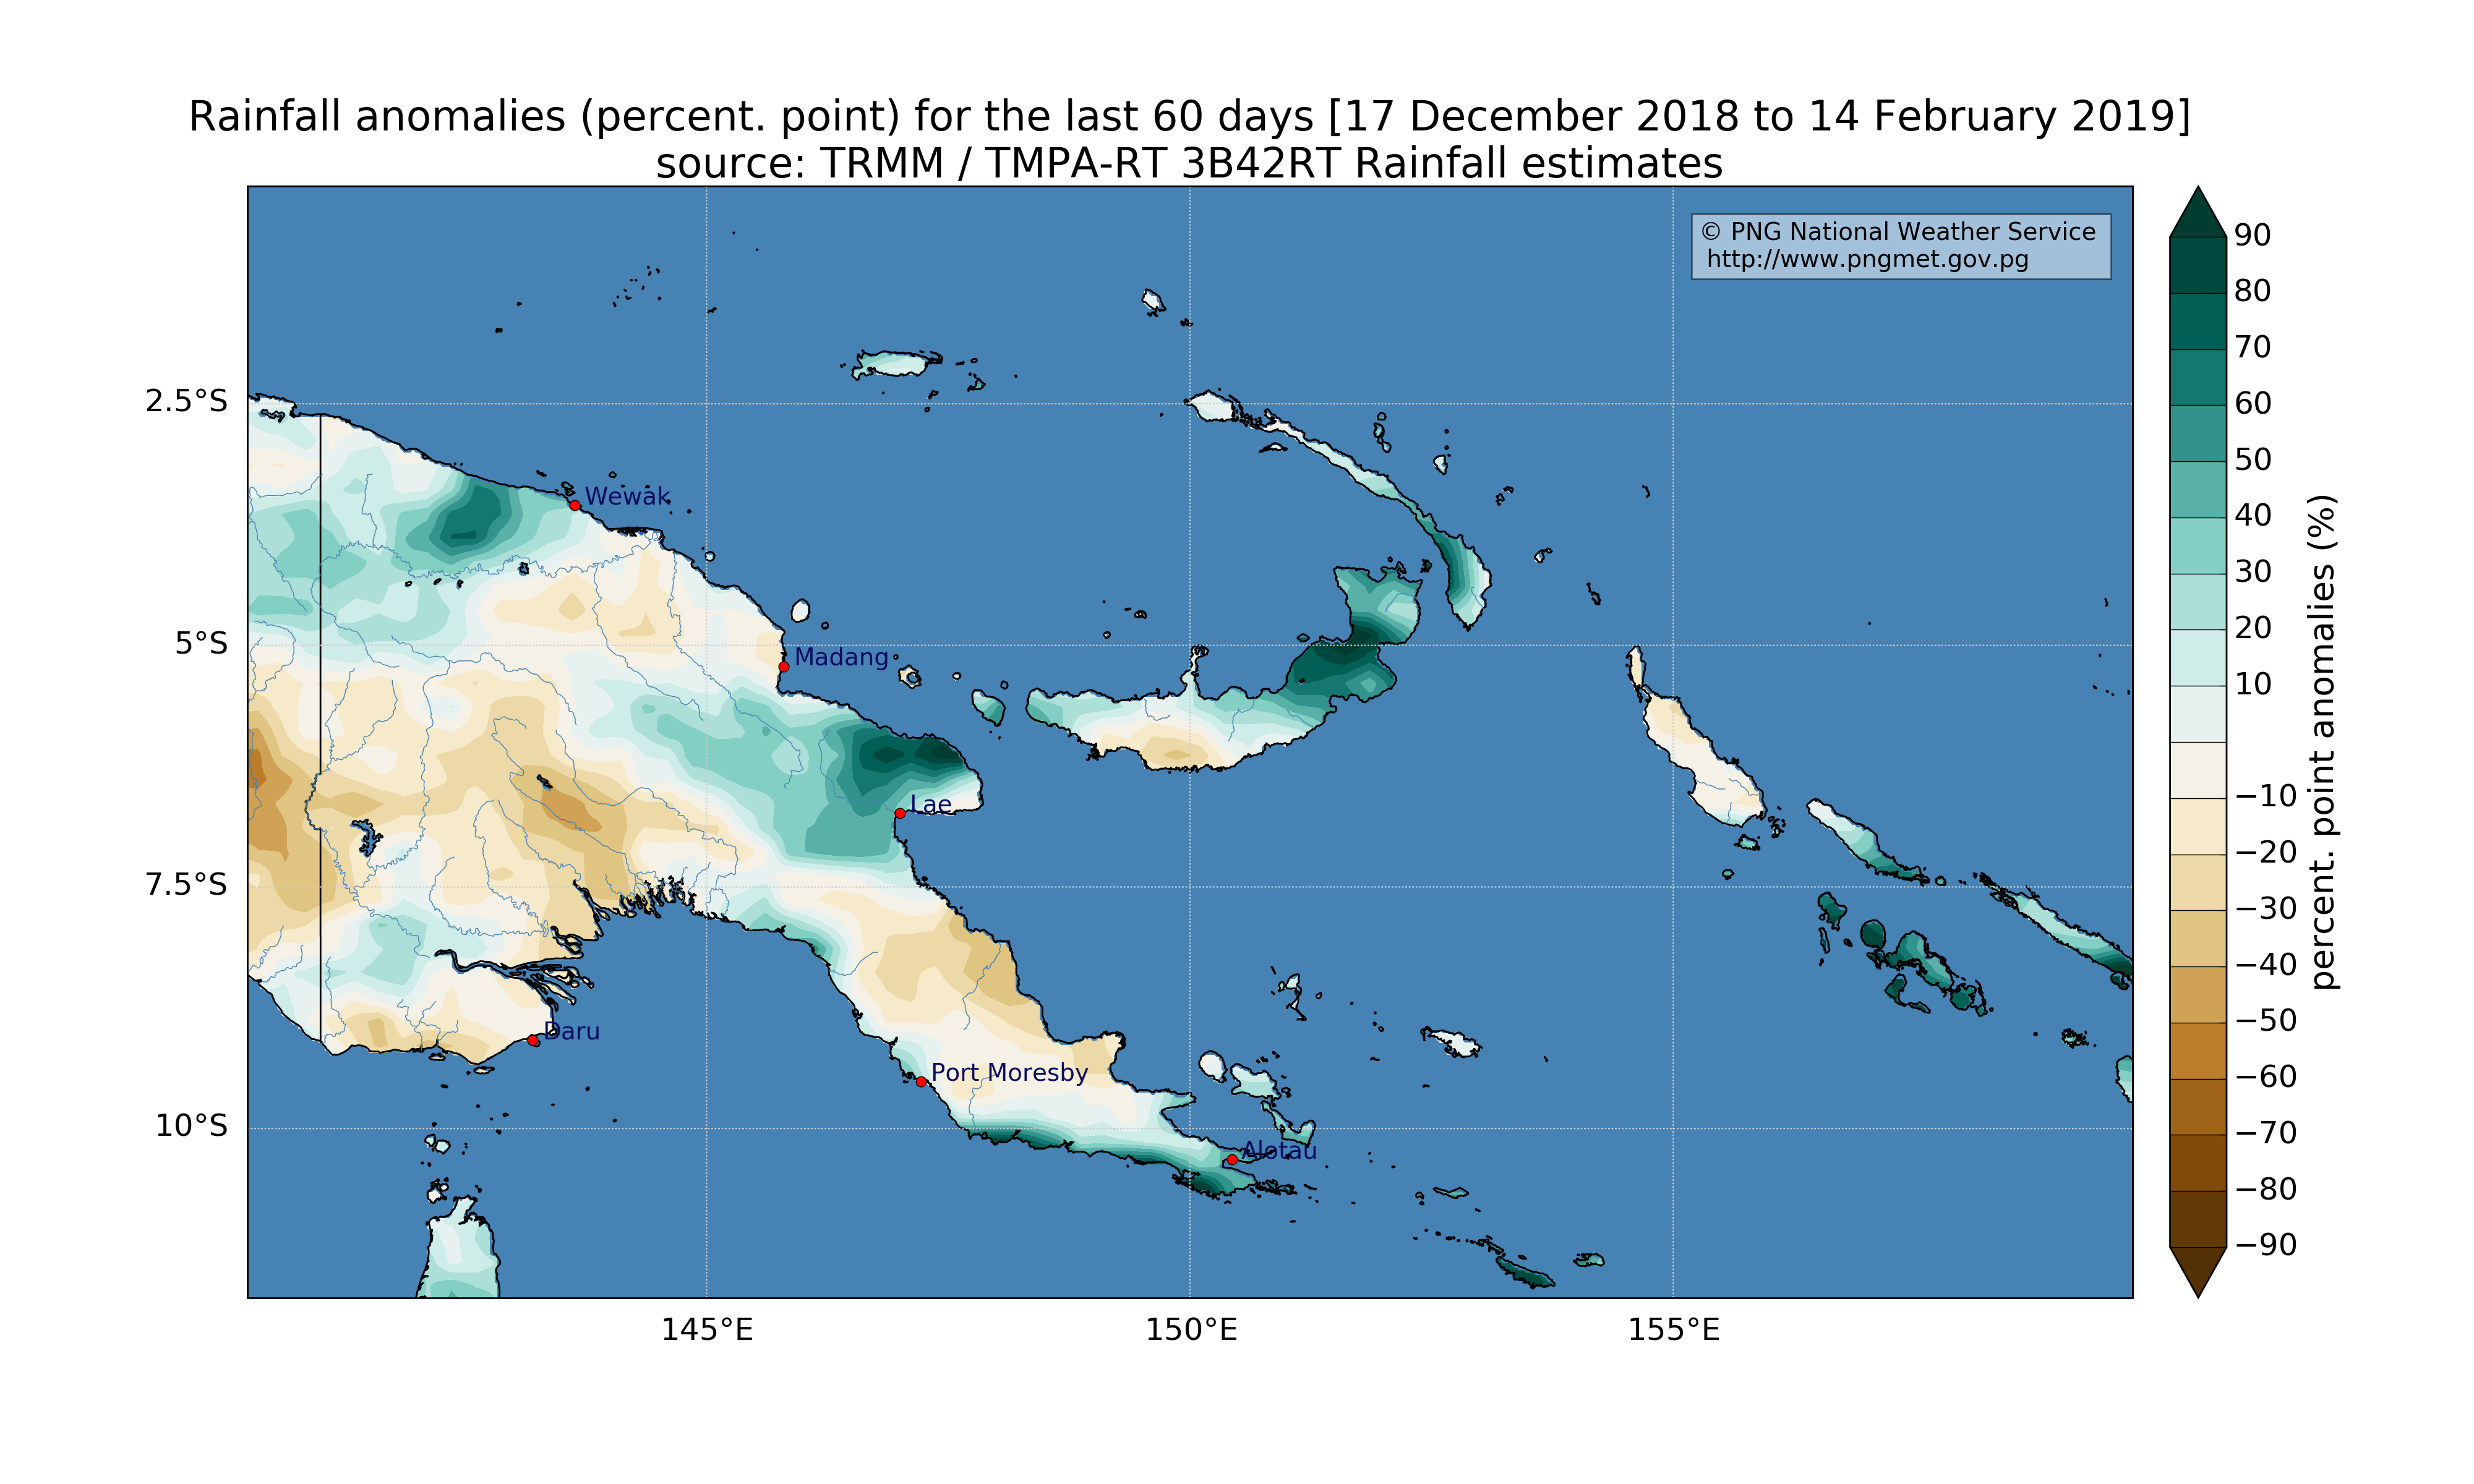 Rainfall anomalies (percent. point) for the last 60 days [17 December 2018 to 14 February 2019]
source: TRMM / TMPA-RT 3B42RT Rainfall estimates
© PNG National Weather Service
http://www.pngmet.gov.pg
2.5°S
5°S
7.5°S
10°S
145°E
150°E
155°E
Wewak
Madang
Lae
Daru
Port Moresby
Alotau
90
80
70
60
50
40
30
20
10
−10
−20
−30
−40
−50
−60
−70
−80
−90
percent. point anomalies (%)